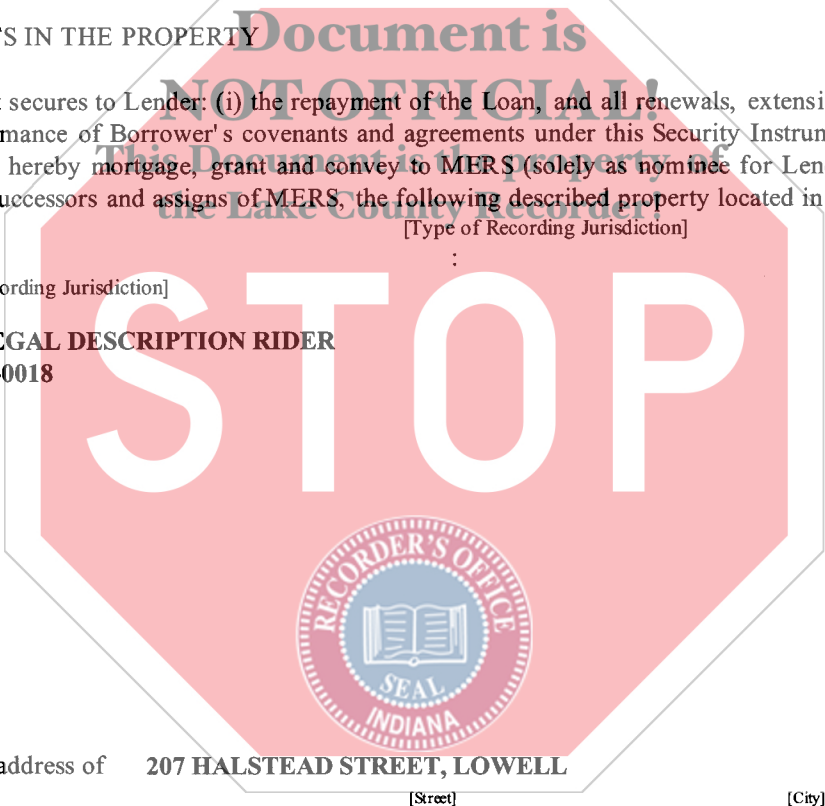 'S IN THE PROPERTY
Document is
NOT OFFICIAL!
secures to Lender: (i) the repayment of the Loan, and all renewals, extensi
mance of Borrower's covenants and agreements under this Security Instrum
This Document is the property of
hereby mortgage, grant and convey to MERS (solely as nominee for Len
uccessors and assigns of MERS, the following described property located in
the Lake County Recorder!
[Type of Recording Jurisdiction]
:
ording Jurisdiction]
EGAL DESCRIPTION RIDER
0018
STOP
RECORDER'S OFFICE
SEAL
INDIANA
address of 207 HALSTEAD STREET, LOWELL
[Street] [City]